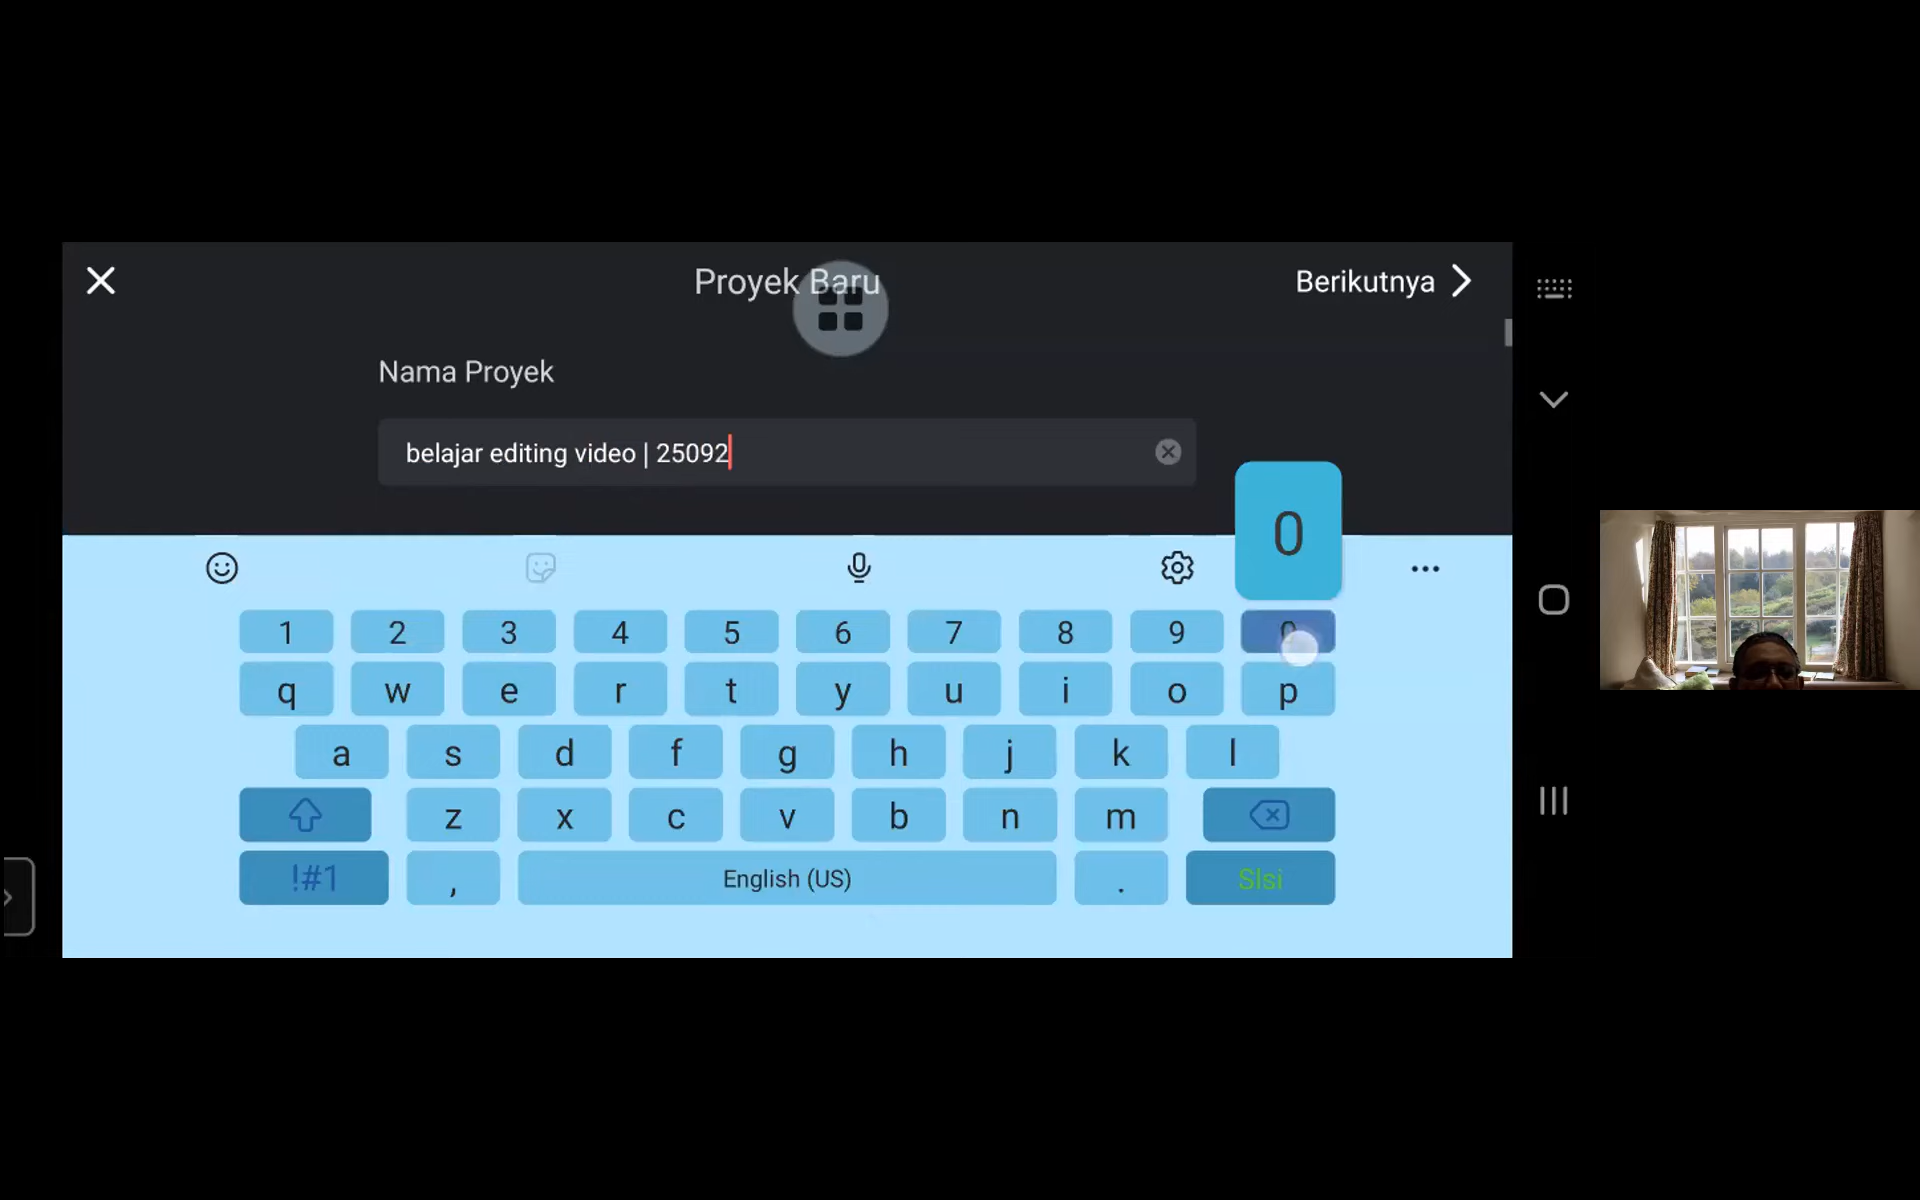 Proyek Baru
Berikutnya
Nama Proyek
belajar editing video | 25092
0
1 2 3 4 5 6 7 8 9
q w e r t y u i o p
a s d f g h j k l
z x c v b n m
!#1 , English (US) . SIsi